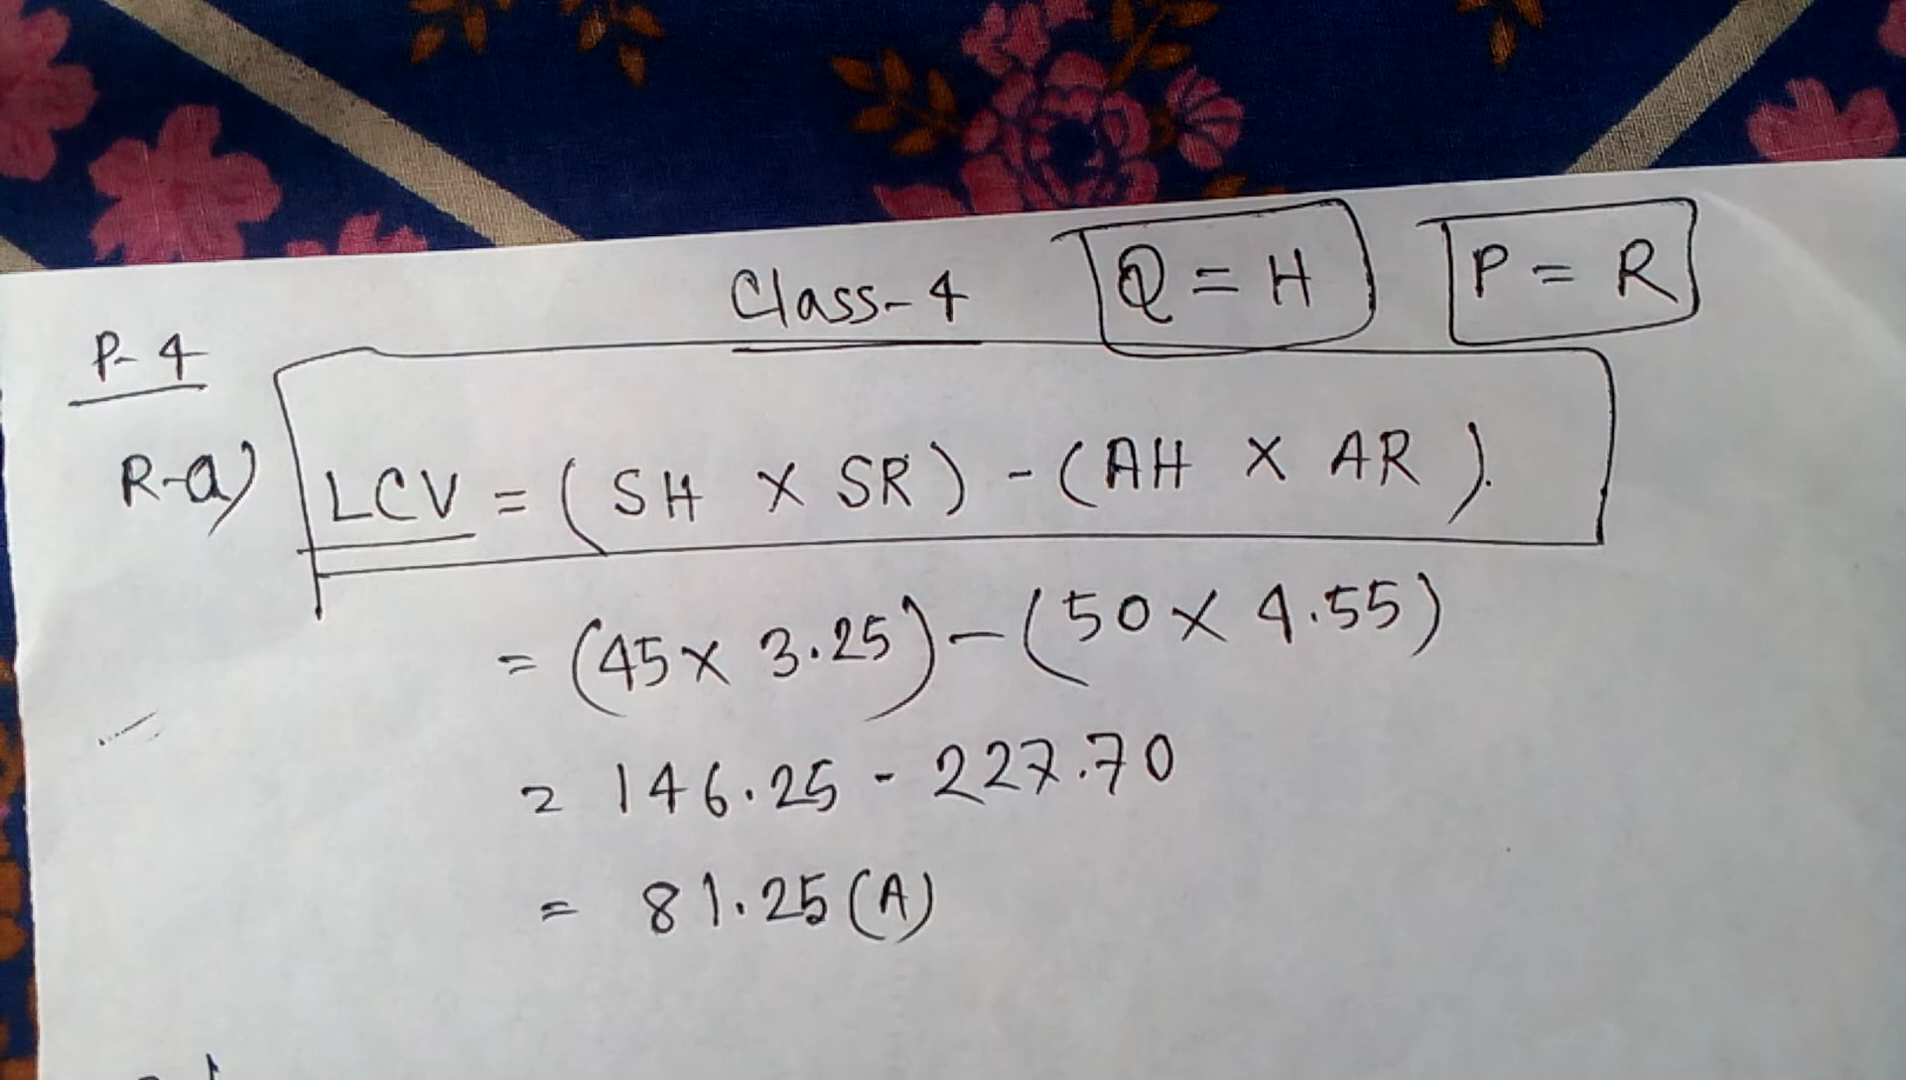 Class-4 Q = H P = R
P-4
R-a) LCV = ( SH X SR ) - ( AH X AR ).
= (45 x 3.25) - (50 x 4.55)
= 146.25 - 227.70
= 81.25 (A)